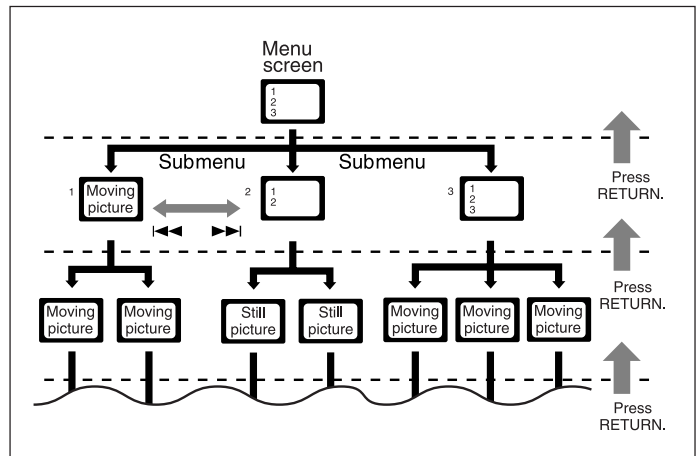 Menu
screen
1
2
3
Submenu
Submenu
Press
RETURN.
1
Moving
picture
2
1
2
3
1
2
3
Press
RETURN.
Moving
picture
Moving
picture
Still
picture
Still
picture
Moving
picture
Moving
picture
Moving
picture
Press
RETURN.